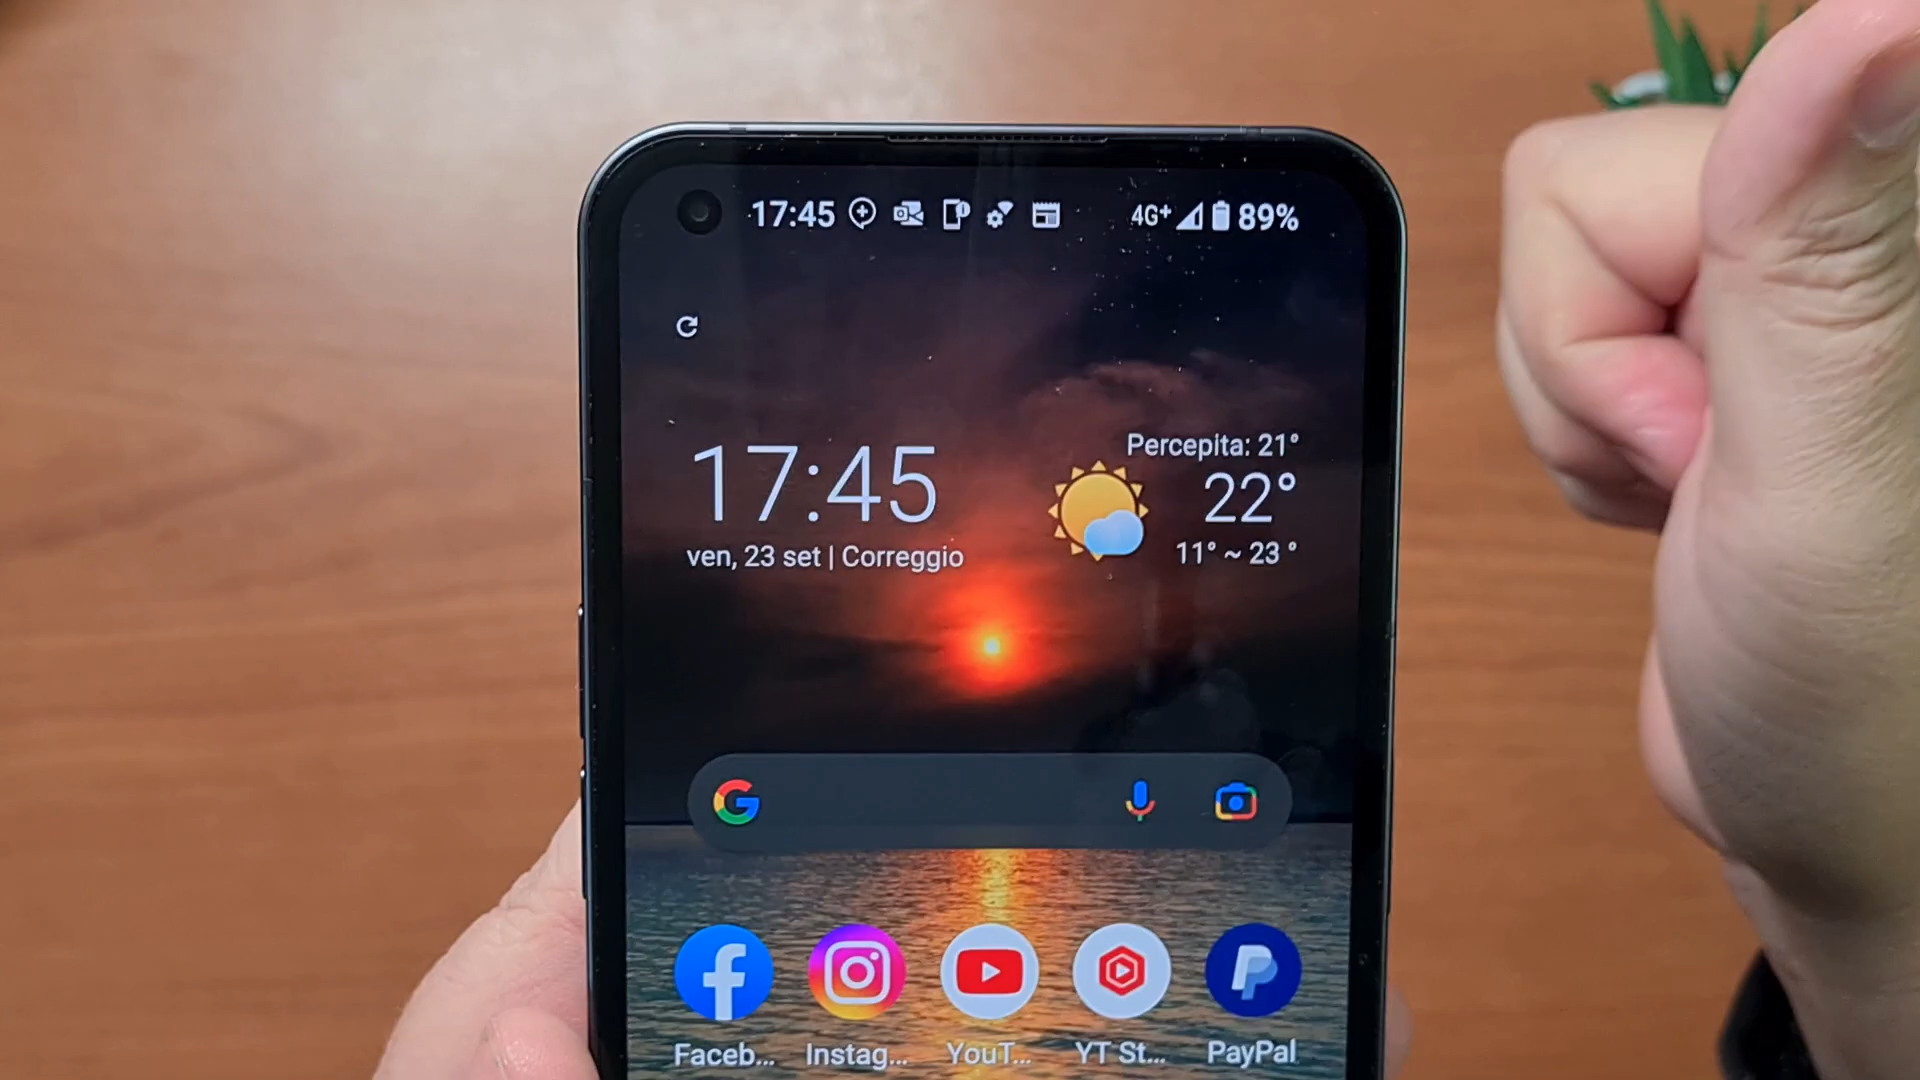 17:45 4G+ 89%
Percepita: 21°
17:45 22°
ven, 23 set | Correggio 11° ~ 23 °
Faceb... Instag... YouT... YT St... PayPal